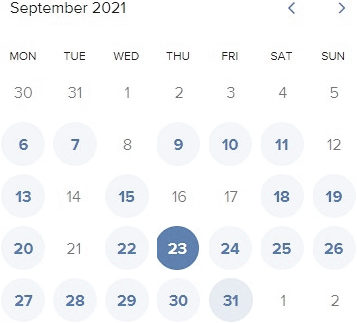 September 2021
MON TUE WED THU FRI SAT SUN
30 31 1 2 3 4 5
6 7 8 9 10 11 12
13 14 15 16 17 18 19
20 21 22 23 24 25 26
27 28 29 30 31 1 2